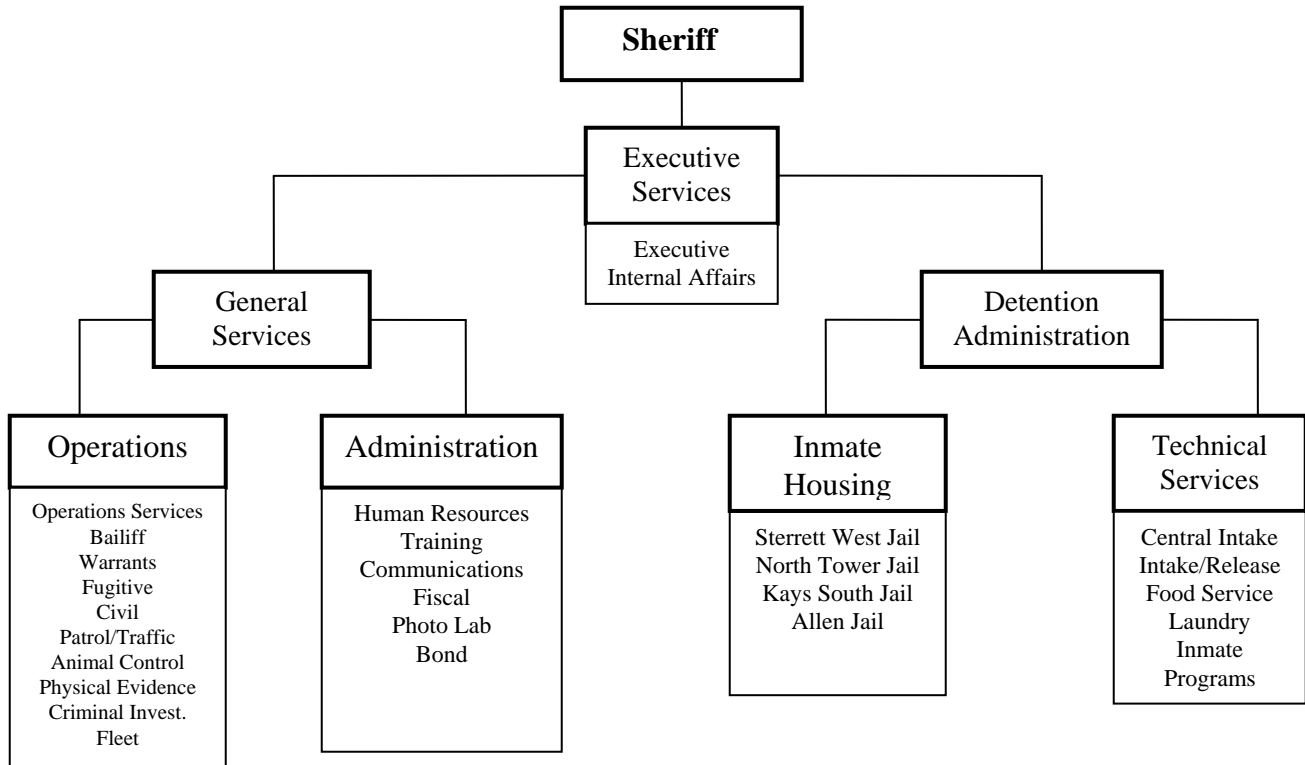 Sheriff
Executive
Services
Executive
Internal Affairs
General
Services
Detention
Administration
Operations
Operations Services
Bailiff
Warrants
Fugitive
Civil
Patrol/Traffic
Animal Control
Physical Evidence
Criminal Invest.
Fleet
Administration
Human Resources
Training
Communications
Fiscal
Photo Lab
Bond
Inmate
Housing
Sterrett West Jail
North Tower Jail
Kays South Jail
Allen Jail
Technical
Services
Central Intake
Intake/Release
Food Service
Laundry
Inmate
Programs